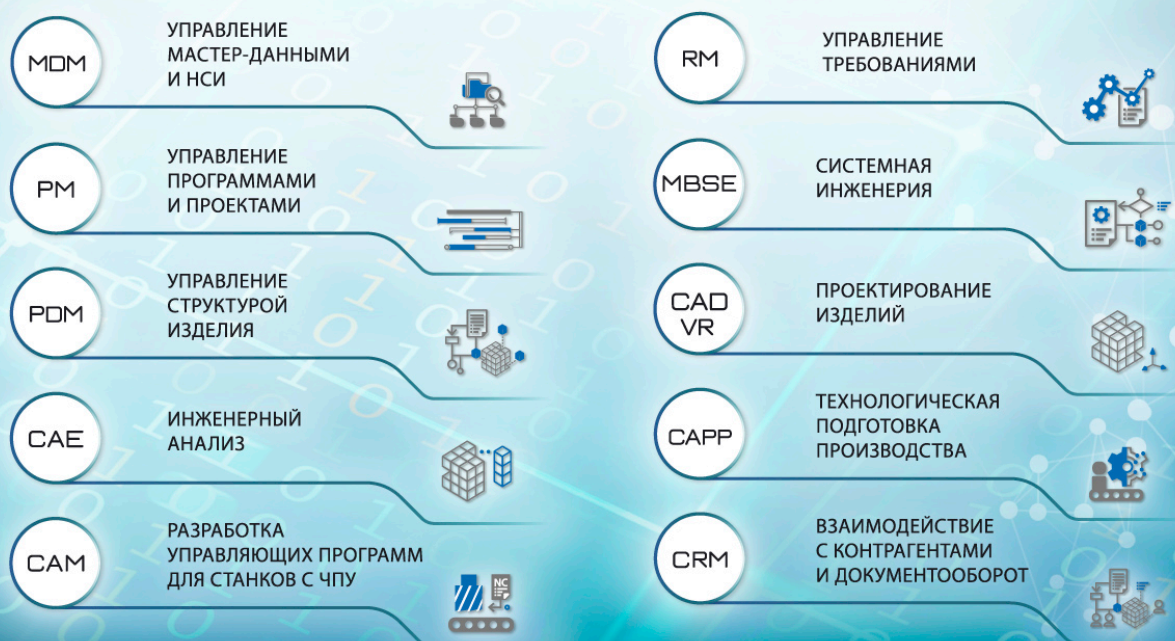 MDM
УПРАВЛЕНИЕ
МАСТЕР-ДАННЫМИ
И НСИ
PM
УПРАВЛЕНИЕ
ПРОГРАММАМИ
И ПРОЕКТАМИ
PDM
УПРАВЛЕНИЕ
СТРУКТУРОЙ
ИЗДЕЛИЯ
CAE
ИНЖЕНЕРНЫЙ
АНАЛИЗ
CAM
РАЗРАБОТКА
УПРАВЛЯЮЩИХ ПРОГРАММ
ДЛЯ СТАНКОВ С ЧПУ
NC
RM
УПРАВЛЕНИЕ
ТРЕБОВАНИЯМИ
MBSE
СИСТЕМНАЯ
ИНЖЕНЕРИЯ
CAD
VR
ПРОЕКТИРОВАНИЕ
ИЗДЕЛИЙ
CAPP
ТЕХНОЛОГИЧЕСКАЯ
ПОДГОТОВКА
ПРОИЗВОДСТВА
CRM
ВЗАИМОДЕЙСТВИЕ
С КОНТРАГЕНТАМИ
И ДОКУМЕНТООБОРОТ